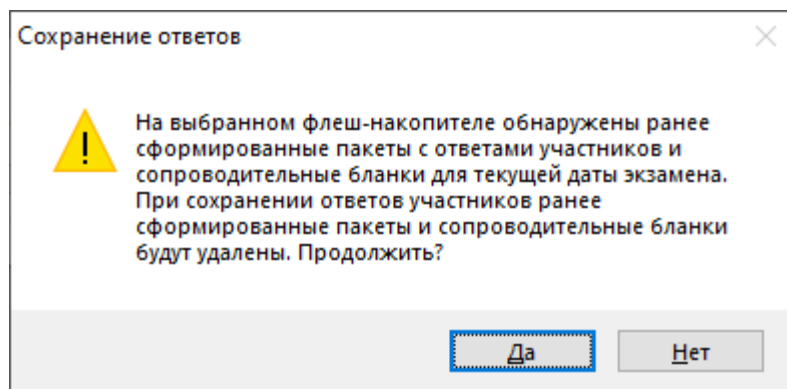 Сохранение ответов
На выбранном флеш-накопителе обнаружены ранее
сформированные пакеты с ответами участников и
сопроводительные бланки для текущей даты экзамена.
При сохранении ответов участников ранее
сформированные пакеты и сопроводительные бланки
будут удалены. Продолжить?
Да Нет